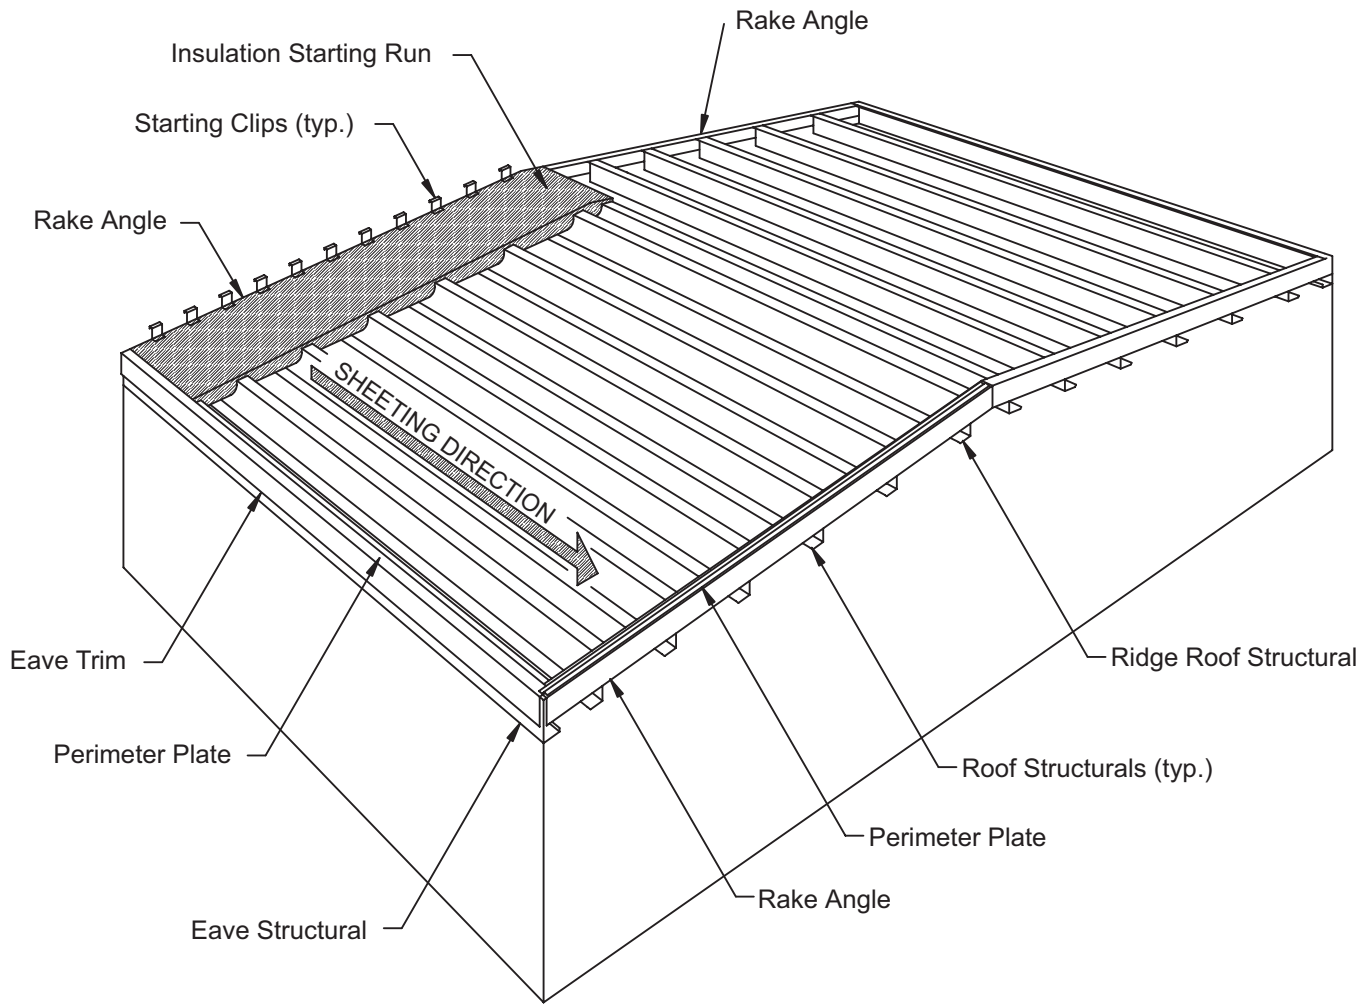 Rake Angle
Insulation Starting Run
Starting Clips (typ.)
Rake Angle
SHEETING DIRECTION
Eave Trim
Ridge Roof Structural
Perimeter Plate
Roof Structurals (typ.)
Perimeter Plate
Rake Angle
Eave Structural